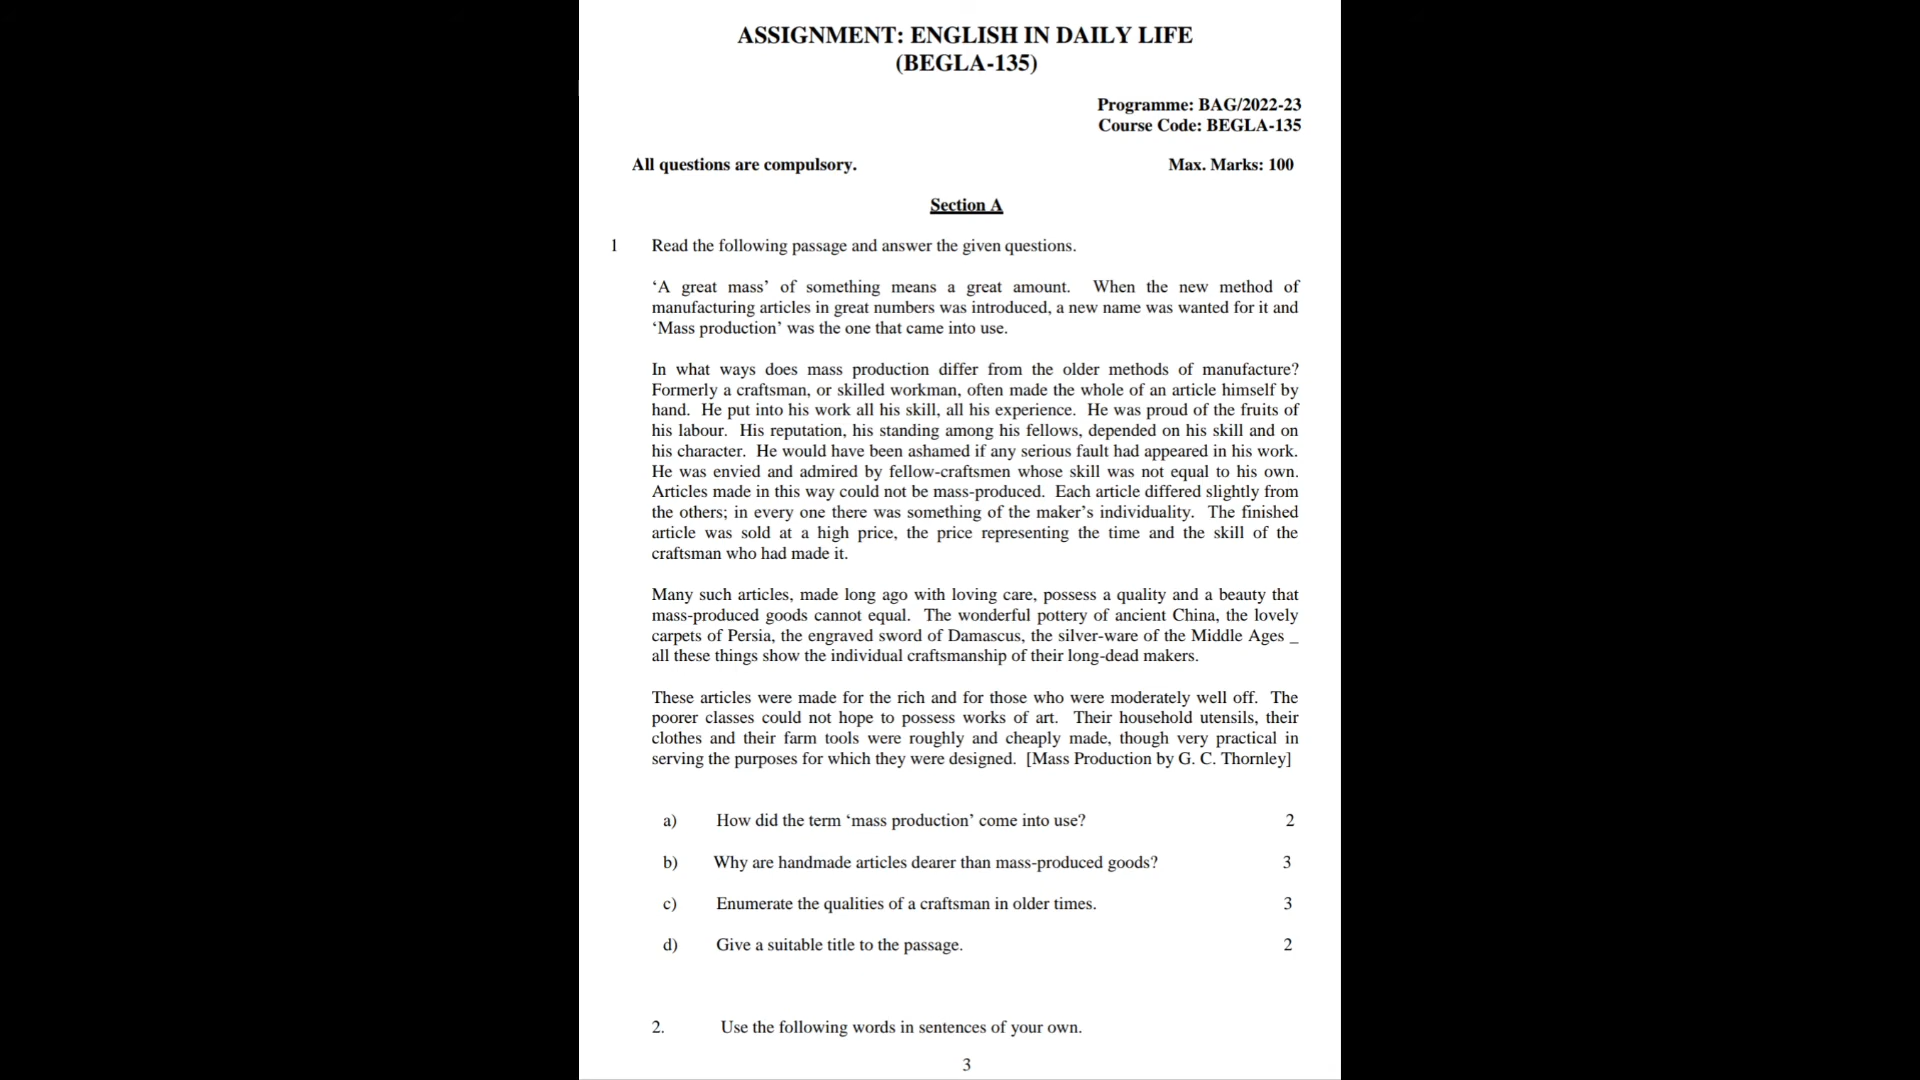 ASSIGNMENT: ENGLISH IN DAILY LIFE
(BEGLA-135)
Programme: BAG/2022-23
Course Code: BEGLA-135
All questions are compulsory. Max. Marks: 100
Section A
1 Read the following passage and answer the given questions.
‘A great mass’ of something means a great amount. When the new method of
manufacturing articles in great numbers was introduced, a new name was wanted for it and
‘Mass production’ was the one that came into use.
In what ways does mass production differ from the older methods of manufacture?
Formerly a craftsman, or skilled workman, often made the whole of an article himself by
hand. He put into his work all his skill, all his experience. He was proud of the fruits of
his labour. His reputation, his standing among his fellows, depended on his skill and on
his character. He would have been ashamed if any serious fault had appeared in his work.
He was envied and admired by fellow-craftsmen whose skill was not equal to his own.
Articles made in this way could not be mass-produced. Each article differed slightly from
the others; in every one there was something of the maker’s individuality. The finished
article was sold at a high price, the price representing the time and the skill of the
craftsman who had made it.
Many such articles, made long ago with loving care, possess a quality and a beauty that
mass-produced goods cannot equal. The wonderful pottery of ancient China, the lovely
carpets of Persia, the engraved sword of Damascus, the silver-ware of the Middle Ages _
all these things show the individual craftsmanship of their long-dead makers.
These articles were made for the rich and for those who were moderately well off. The
poorer classes could not hope to possess works of art. Their household utensils, their
clothes and their farm tools were roughly and cheaply made, though very practical in
serving the purposes for which they were designed. [Mass Production by G. C. Thornley]
a) How did the term ‘mass production’ come into use? 2
b) Why are handmade articles dearer than mass-produced goods? 3
c) Enumerate the qualities of a craftsman in older times. 3
d) Give a suitable title to the passage. 2
2. Use the following words in sentences of your own.
3